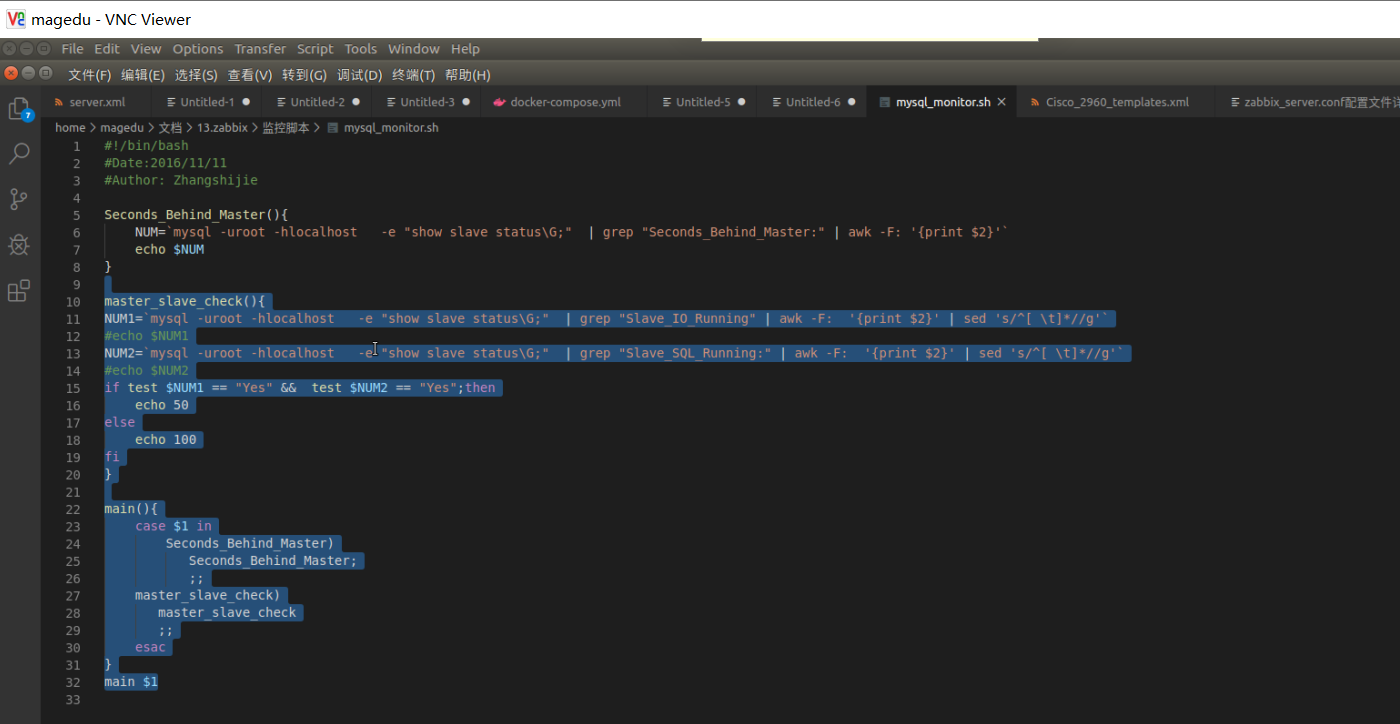 magedu - VNC Viewer
File Edit View Options Transfer Script Tools Window Help
文件(F) 编辑(E) 选择(S) 查看(V) 转到(G) 调试(D) 终端(T) 帮助(H)
server.xml Untitled-1 Untitled-2 Untitled-3 docker-compose.yml Untitled-5 Untitled-6 mysql_monitor.sh Cisco_2960_templates.xml zabbix_server.conf配置文件详
7
home > magedu > 文档 > 13.zabbix > 监控脚本 > mysql_monitor.sh
1 #!/bin/bash
2 #Date:2016/11/11
3 #Author: Zhangshijie
4
5 Seconds_Behind_Master(){
6     NUM=`mysql -uroot -hlocalhost   -e "show slave status\G;"  | grep "Seconds_Behind_Master:" | awk -F: '{print $2}'`
7     echo $NUM
8 }
9
10 master_slave_check(){
11 NUM1=`mysql -uroot -hlocalhost   -e "show slave status\G;"  | grep "Slave_IO_Running" | awk -F:  '{print $2}' | sed 's/^[ \t]*//g'`
12 #echo $NUM1
13 NUM2=`mysql -uroot -hlocalhost   -e "show slave status\G;"  | grep "Slave_SQL_Running:" | awk -F:  '{print $2}' | sed 's/^[ \t]*//g'`
14 #echo $NUM2
15 if test $NUM1 == "Yes" &&  test $NUM2 == "Yes";then
16     echo 50
17 else
18     echo 100
19 fi
20 }
21
22 main(){
23     case $1 in
24         Seconds_Behind_Master)
25            Seconds_Behind_Master;
26            ;;
27     master_slave_check)
28        master_slave_check
29        ;;
30     esac
31 }
32 main $1
33